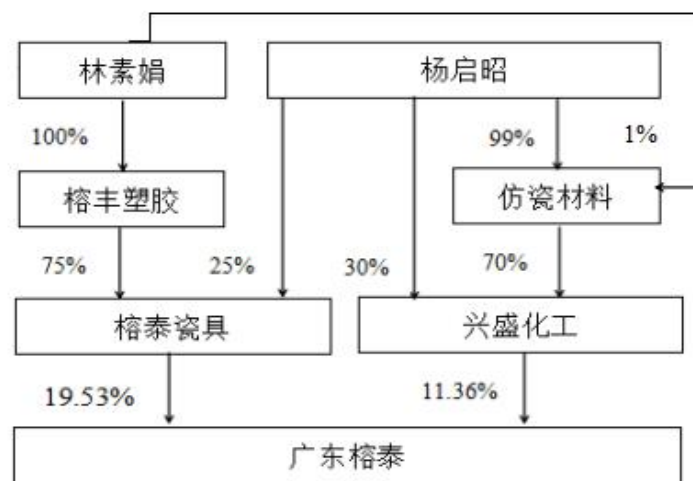 林素娟
杨启昭
100%
99%
1%
榕丰塑胶
仿瓷材料
75%
25%
30%
70%
榕泰瓷具
兴盛化工
19.53%
11.36%
广东榕泰